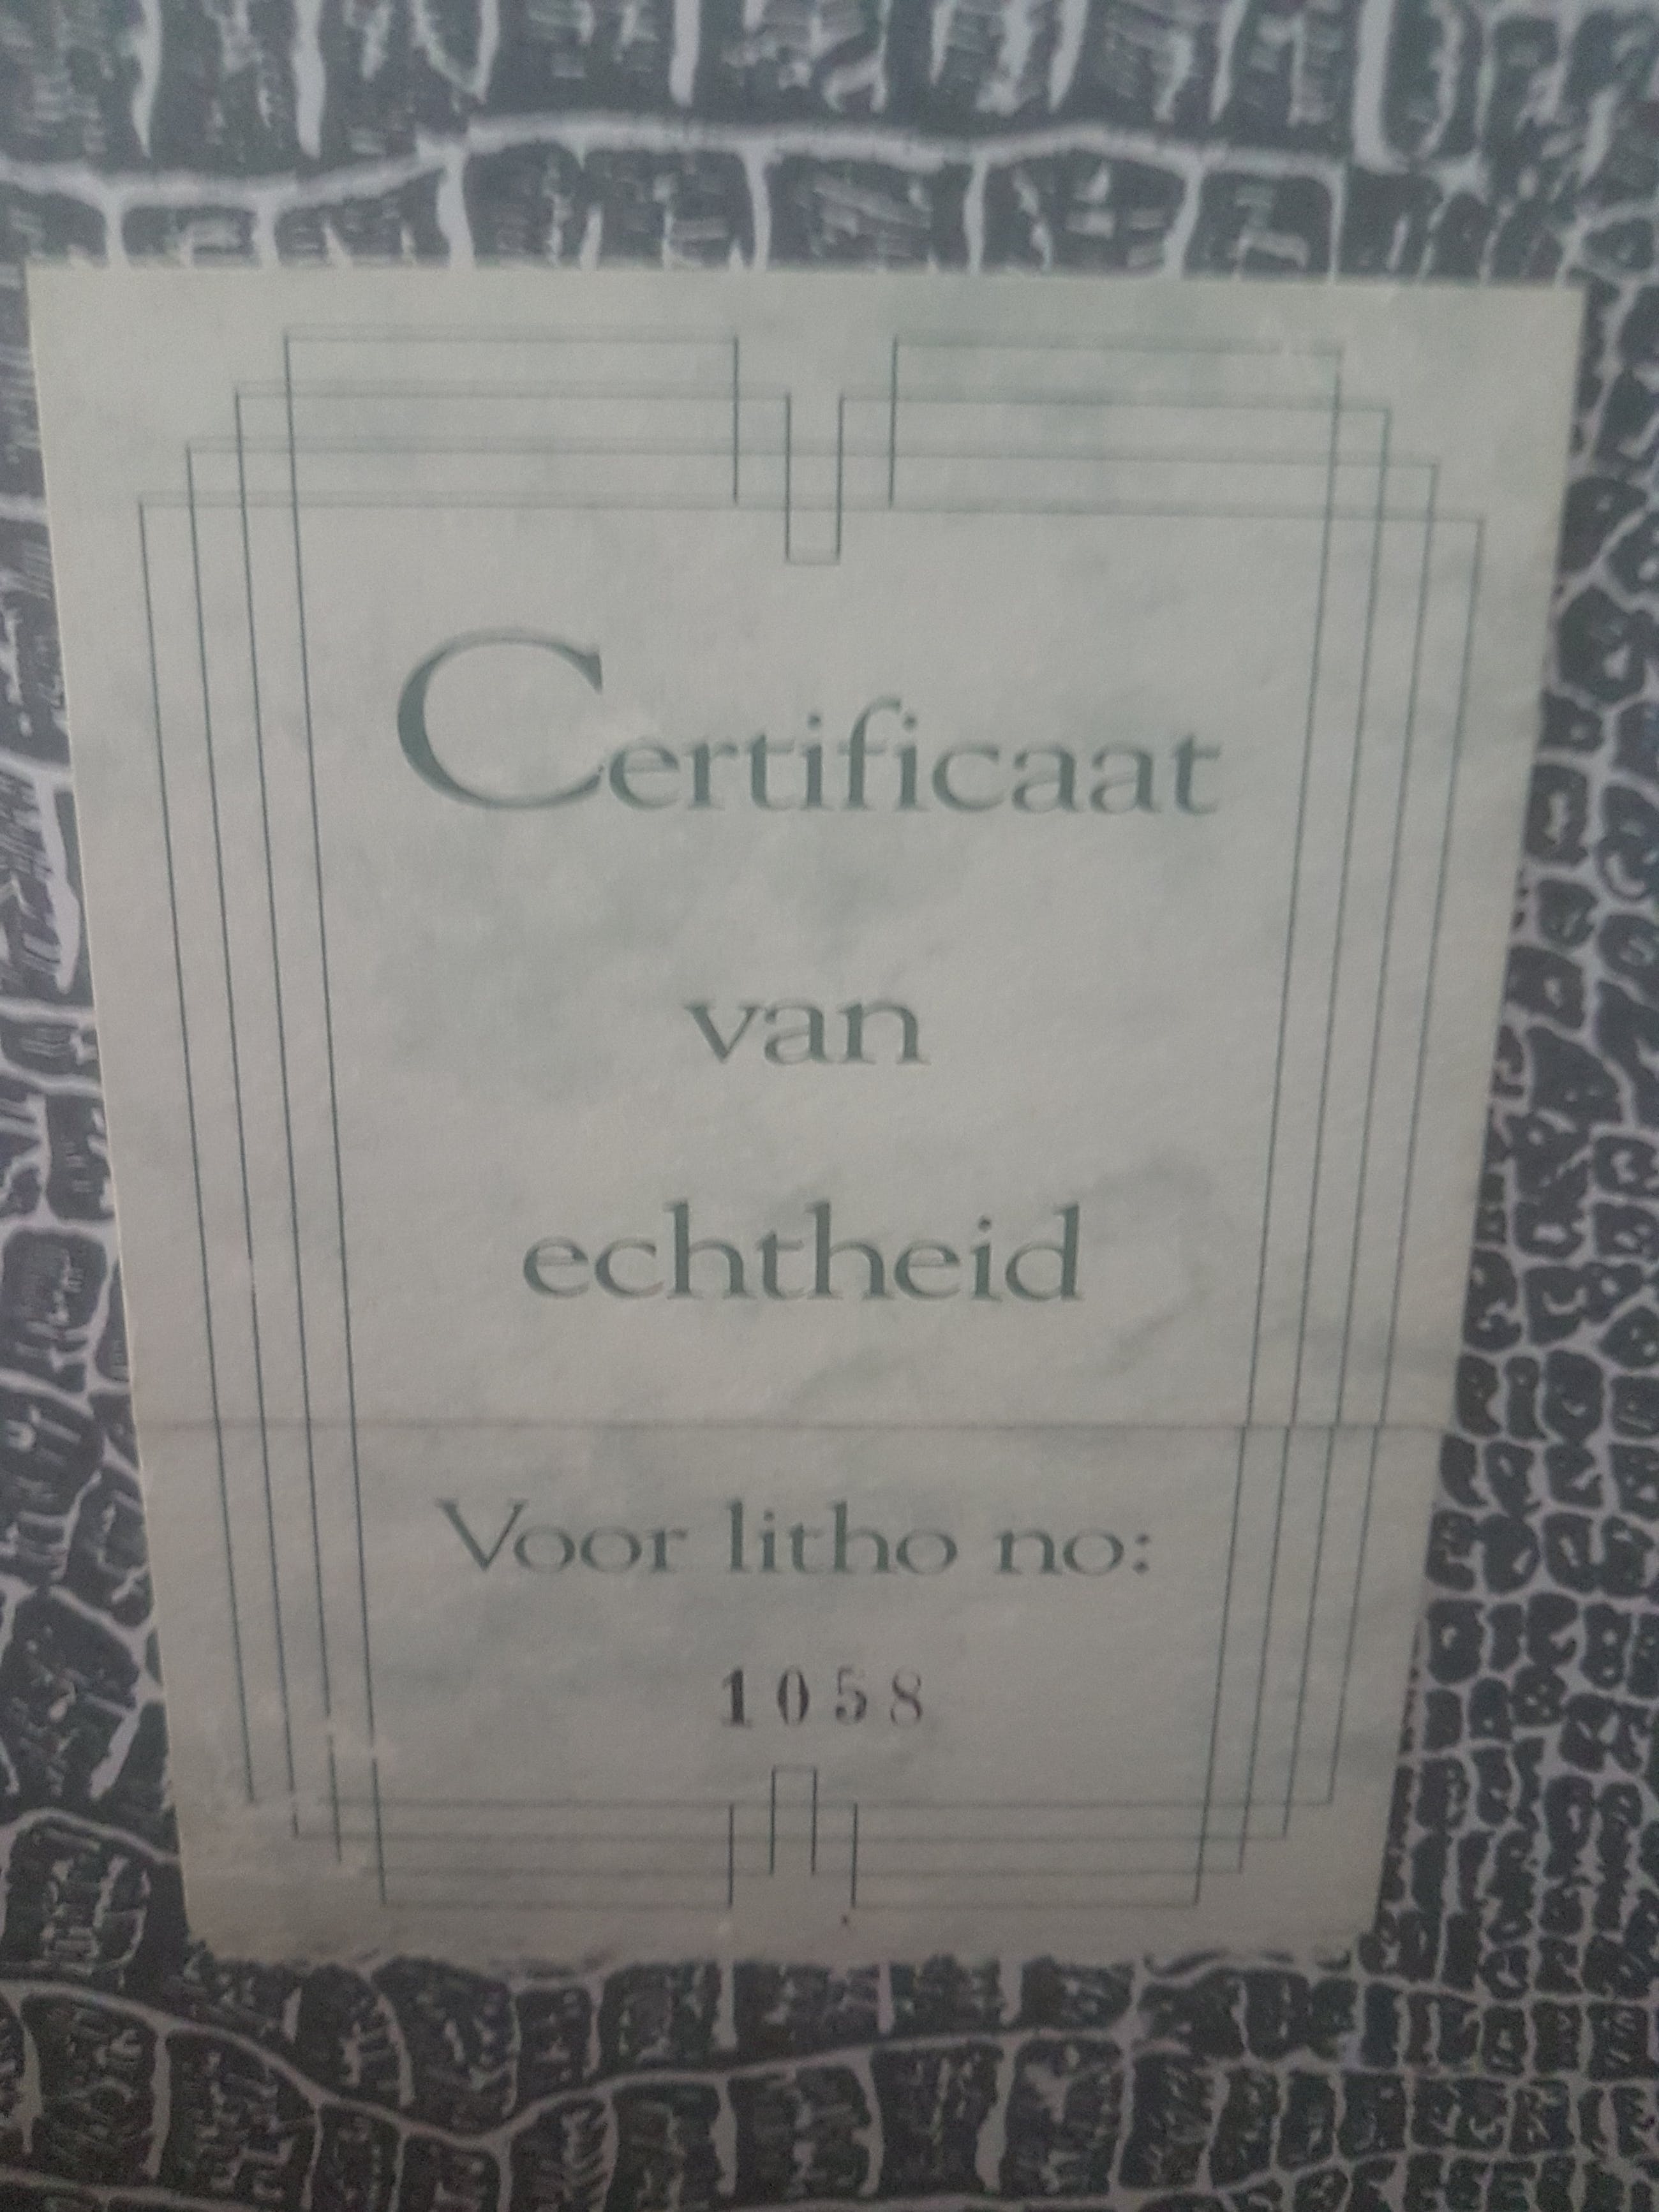 Certificaat
van
echtheid
Voor litho no:
1058